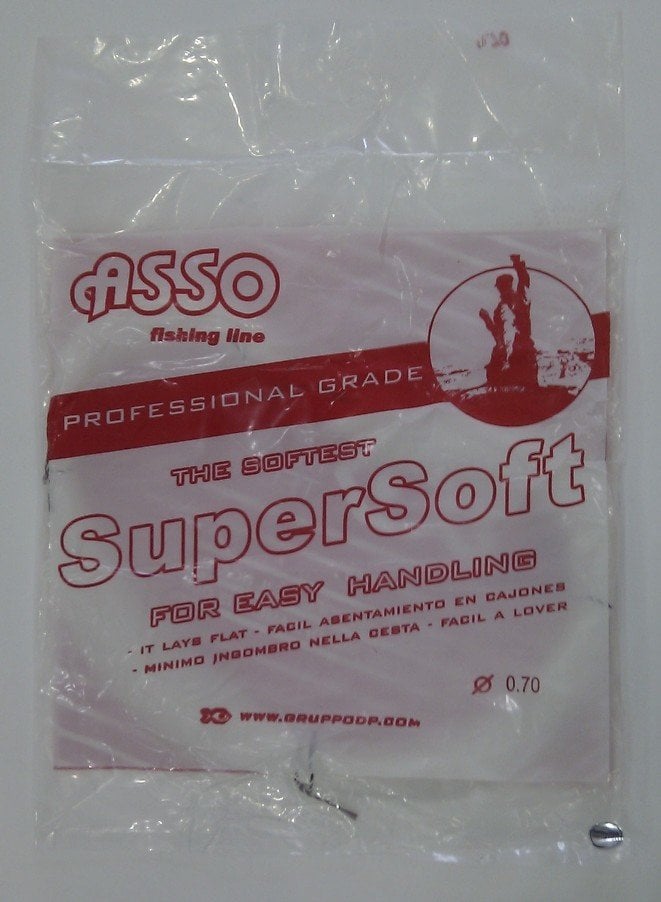 ASSO
fishing line
PROFESSIONAL GRADE
THE SOFTEST
SuperSoft
FOR EASY HANDLING
- IT LAYS FLAT - FACIL ASENTAMIENTO EN CAJONES
- MINIMO INGOMBRO NELLA CESTA - FACIL A LOVER
Ø 0.70
WWW.GRUPPODP.COM